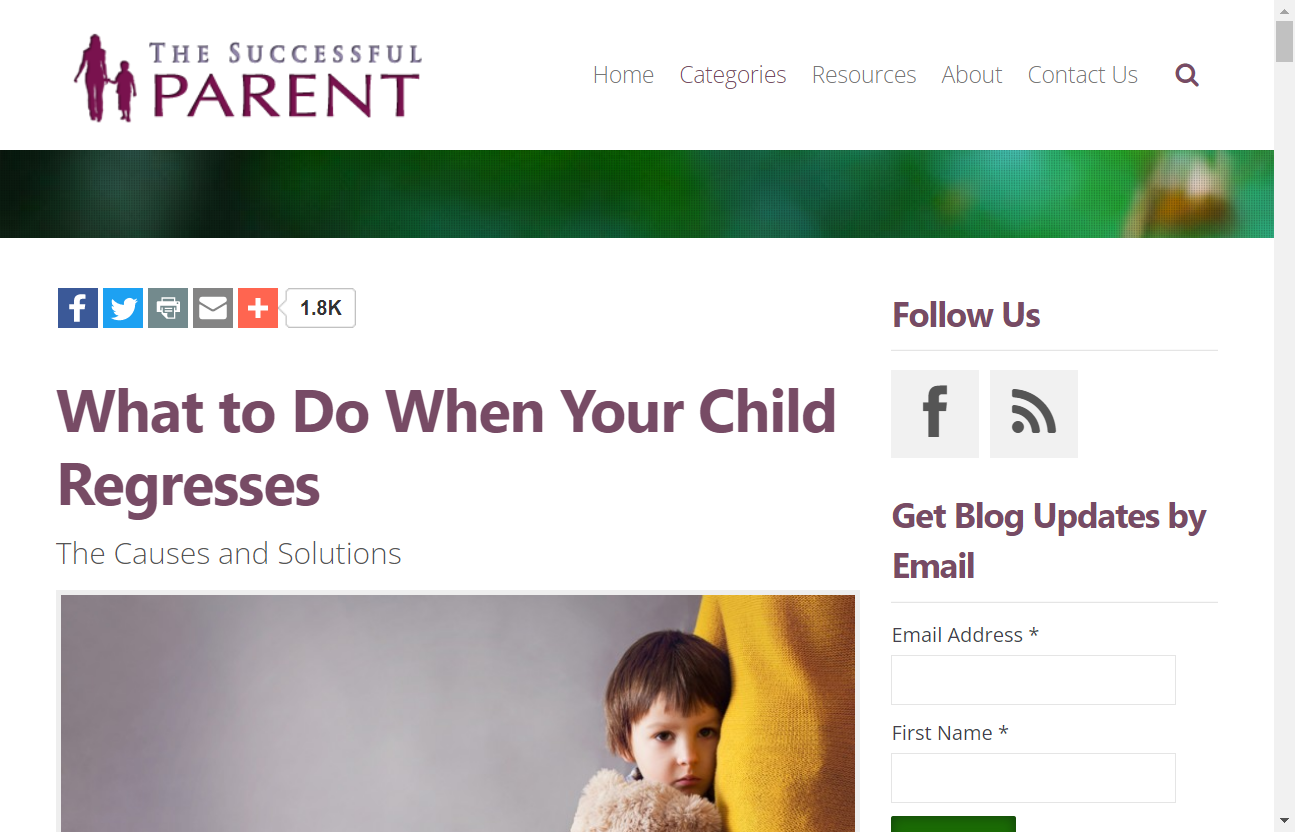 THE SUCCESSFUL
PARENT
Home Categories Resources About Contact Us
1.8K
What to Do When Your Child
Regresses
The Causes and Solutions
Follow Us
Get Blog Updates by
Email
Email Address *
First Name *